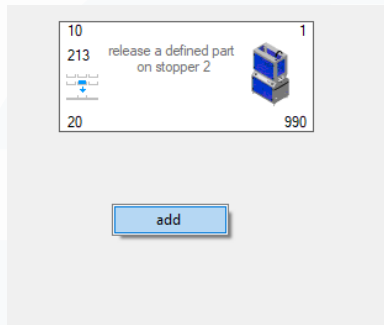 10 1
213 release a defined part
on stopper 2
20 990
add